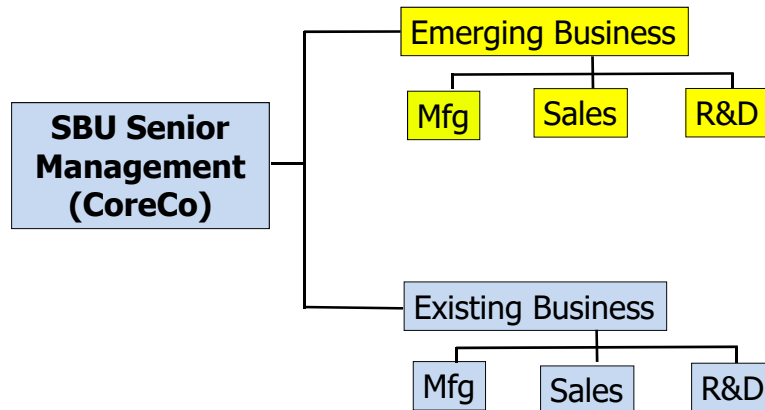 Emerging Business
Mfg
Sales
R&D
SBU Senior
Management
(CoreCo)
Existing Business
Mfg
Sales
R&D